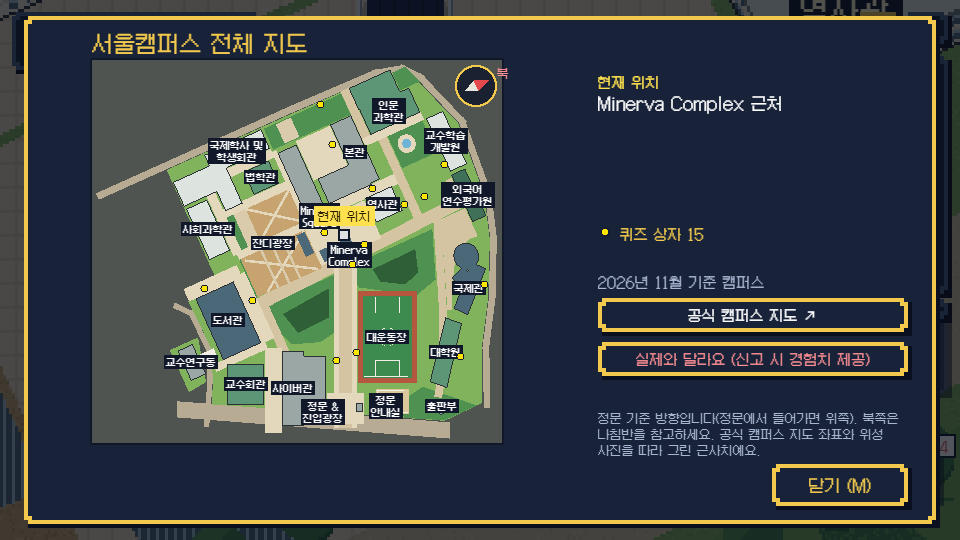 서울캠퍼스 전체 지도
북
현재 위치
Minerva Complex 근처
인문
과학관
교수학습
개발원
국제학사 및
학생회관
본관
법학관
외국어
연수평가원
역사관
현재 위치
사회과학관
잔디광장
Minerva
Complex
국제관
도서관
대운동장
대학원
교수연구동
교수회관
사이버관
정문 &
진입광장
정문
안내실
출판부
퀴즈 상자 15
2026년 11월 기준 캠퍼스
공식 캠퍼스 지도 ↗
실제와 달라요 (신고 시 경험치 제공)
정문 기준 방향입니다(정문에서 들어가면 위쪽). 북쪽은
나침반을 참고하세요. 공식 캠퍼스 지도 좌표와 위성
사진을 따라 그린 근사치예요.
닫기 (M)
4